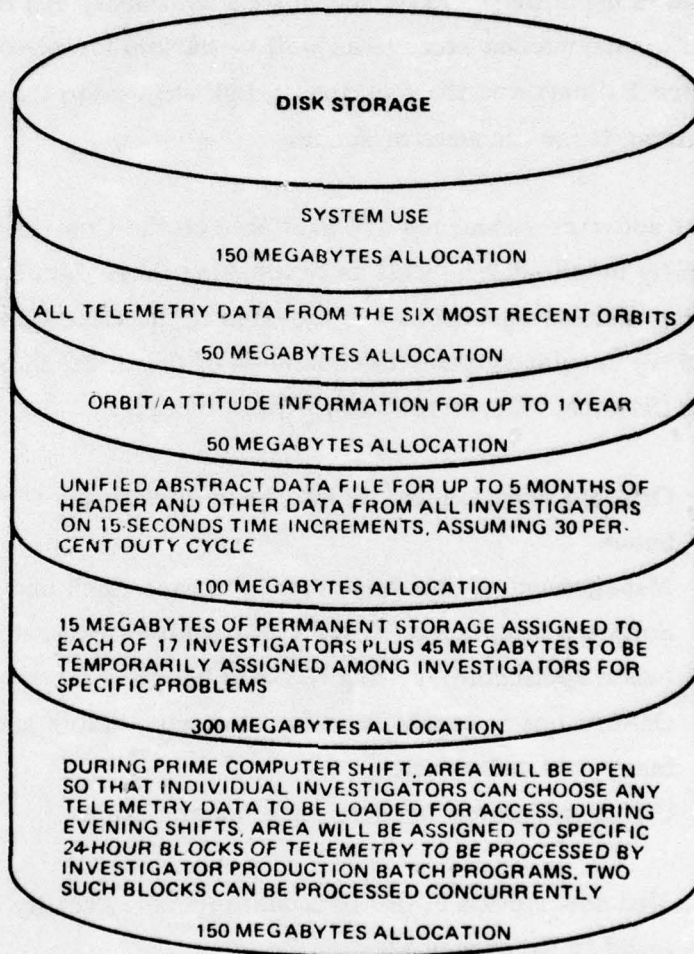 DISK STORAGE
SYSTEM USE
150 MEGABYTES ALLOCATION
ALL TELEMETRY DATA FROM THE SIX MOST RECENT ORBITS
50 MEGABYTES ALLOCATION
ORBIT/ATTITUDE INFORMATION FOR UP TO 1 YEAR
50 MEGABYTES ALLOCATION
UNIFIED ABSTRACT DATA FILE FOR UP TO 5 MONTHS OF
HEADER AND OTHER DATA FROM ALL INVESTIGATORS
ON 15-SECONDS TIME INCREMENTS, ASSUMING 30 PER-
CENT DUTY CYCLE
100 MEGABYTES ALLOCATION
15 MEGABYTES OF PERMANENT STORAGE ASSIGNED TO
EACH OF 17 INVESTIGATORS PLUS 45 MEGABYTES TO BE
TEMPORARILY ASSIGNED AMONG INVESTIGATORS FOR
SPECIFIC PROBLEMS
300 MEGABYTES ALLOCATION
DURING PRIME COMPUTER SHIFT, AREA WILL BE OPEN
SO THAT INDIVIDUAL INVESTIGATORS CAN CHOOSE ANY
TELEMETRY DATA TO BE LOADED FOR ACCESS. DURING
EVENING SHIFTS, AREA WILL BE ASSIGNED TO SPECIFIC
24-HOUR BLOCKS OF TELEMETRY TO BE PROCESSED BY
INVESTIGATOR PRODUCTION BATCH PROGRAMS. TWO
SUCH BLOCKS CAN BE PROCESSED CONCURRENTLY
150 MEGABYTES ALLOCATION